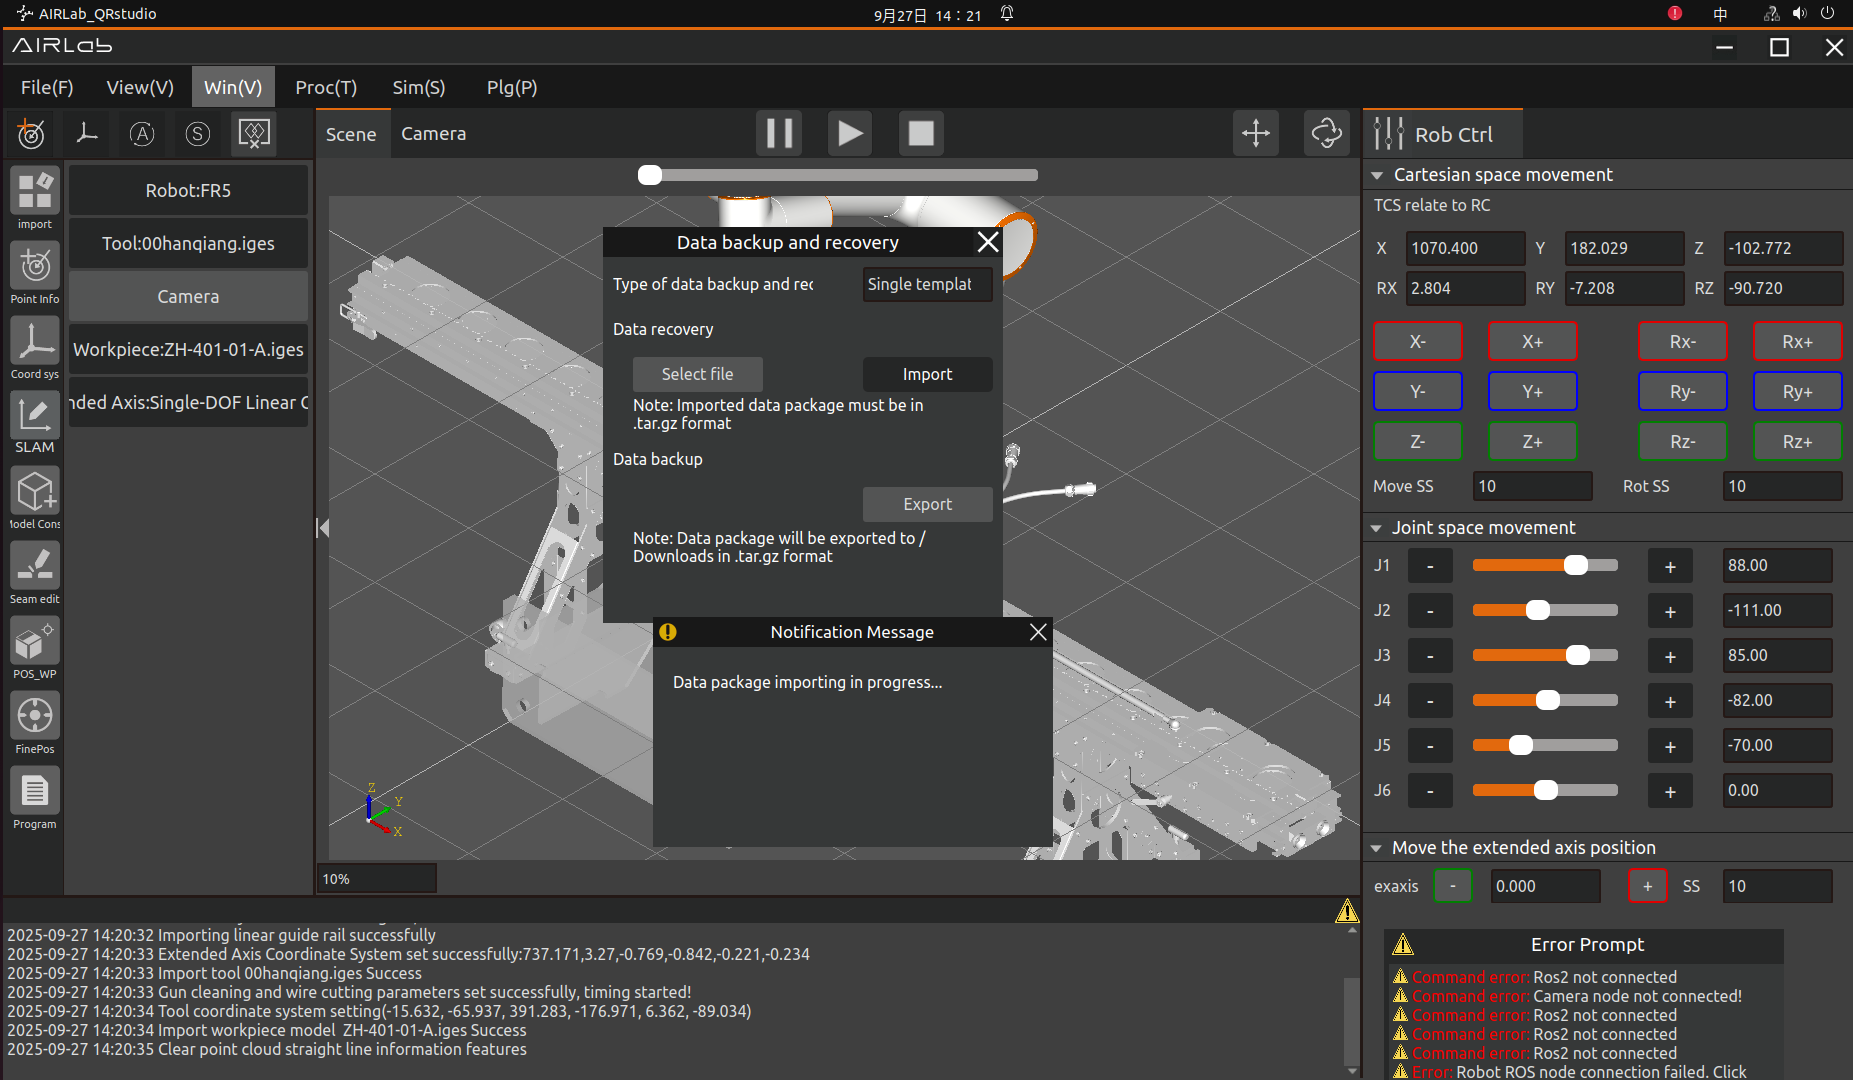 AIRLab_QRstudio
9月27日 14：21
中
AIRLab
File(F) View(V) Win(V) Proc(T) Sim(S) Plg(P)
A S
Scene Camera
Rob Ctrl
import
Point Info
Coord sys
SLAM
lodel Cons
Seam edit
POS_WP
FinePos
Program
Robot:FR5
Tool:00hanqiang.iges
Camera
Workpiece:ZH-401-01-A.iges
nded Axis:Single-DOF Linear C
Data backup and recovery
Type of data backup and rec
Single templat
Data recovery
Select file
Import
Note: Imported data package must be in
.tar.gz format
Data backup
Export
Note: Data package will be exported to /
Downloads in .tar.gz format
Notification Message
Data package importing in progress...
Z
Y
X
10%
Cartesian space movement
TCS relate to RC
X 1070.400 Y 182.029 Z -102.772
RX 2.804 RY -7.208 RZ -90.720
X- X+ Rx- Rx+
Y- Y+ Ry- Ry+
Z- Z+ Rz- Rz+
Move SS 10 Rot SS 10
Joint space movement
J1 - + 88.00
J2 - + -111.00
J3 - + 85.00
J4 - + -82.00
J5 - + -70.00
J6 - + 0.00
Move the extended axis position
exaxis - 0.000 + SS 10
Error Prompt
Command error: Ros2 not connected
Command error: Camera node not connected!
Command error: Ros2 not connected
Command error: Ros2 not connected
Command error: Ros2 not connected
Error: Robot ROS node connection failed. Click
2025-09-27 14:20:32 Importing linear guide rail successfully
2025-09-27 14:20:33 Extended Axis Coordinate System set successfully:737.171,3.27,-0.769,-0.842,-0.221,-0.234
2025-09-27 14:20:33 Import tool 00hanqiang.iges Success
2025-09-27 14:20:33 Gun cleaning and wire cutting parameters set successfully, timing started!
2025-09-27 14:20:34 Tool coordinate system setting(-15.632, -65.937, 391.283, -176.971, 6.362, -89.034)
2025-09-27 14:20:34 Import workpiece model  ZH-401-01-A.iges Success
2025-09-27 14:20:35 Clear point cloud straight line information features